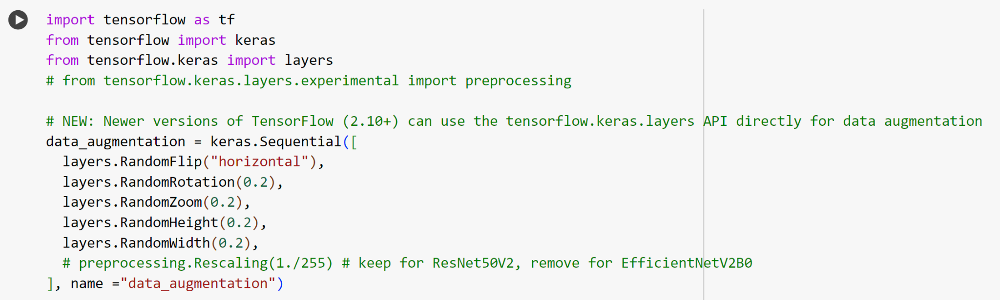 import tensorflow as tf
from tensorflow import keras
from tensorflow.keras import layers
# from tensorflow.keras.layers.experimental import preprocessing
# NEW: Newer versions of TensorFlow (2.10+) can use the tensorflow.keras.layers API directly for data augmentation
data_augmentation = keras.Sequential([
  layers.RandomFlip("horizontal"),
  layers.RandomRotation(0.2),
  layers.RandomZoom(0.2),
  layers.RandomHeight(0.2),
  layers.RandomWidth(0.2),
  # preprocessing.Rescaling(1./255) # keep for ResNet50V2, remove for EfficientNetV2B0
], name ="data_augmentation")